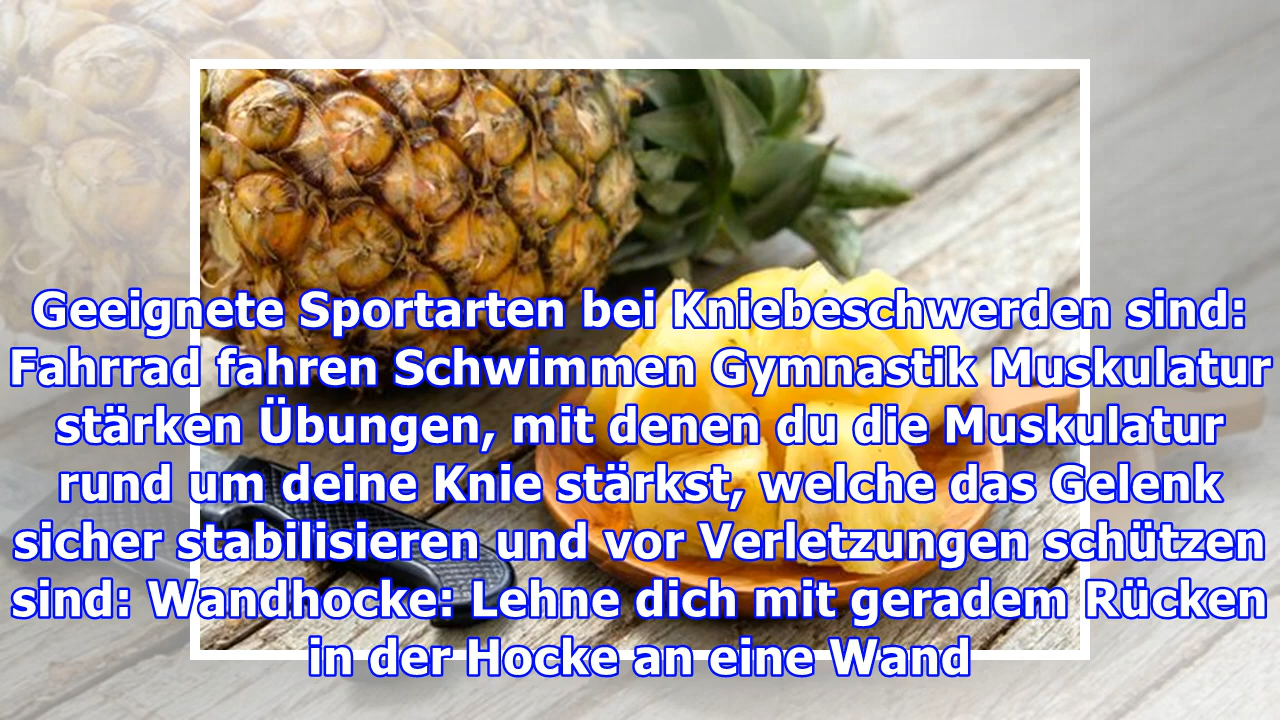 Geeignete Sportarten bei Kniebeschwerden sind:
Fahrrad fahren Schwimmen Gymnastik Muskulatur
stärken Übungen, mit denen du die Muskulatur
rund um deine Knie stärkst, welche das Gelenk
sicher stabilisieren und vor Verletzungen schützen
sind: Wandhocke: Lehne dich mit geradem Rücken
in der Hocke an eine Wand